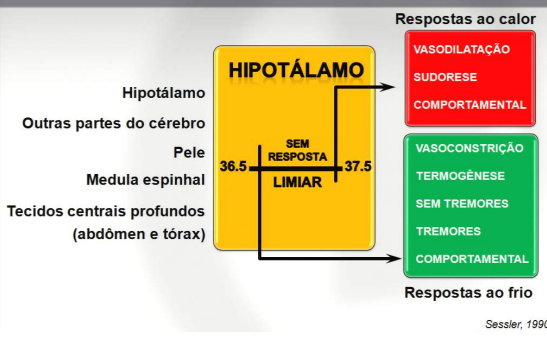 Respostas ao calor
VASODILATAÇÃO
SUDORESE
COMPORTAMENTAL
HIPOTÁLAMO
Hipotálamo
Outras partes do cérebro
Pele
Medula espinhal
Tecidos centrais profundos
(abdômen e tórax)
SEM
RESPOSTA
36.5
37.5
LIMIAR
VASOCONSTRIÇÃO
TERMOGÊNESE
SEM TREMORES
TREMORES
COMPORTAMENTAL
Respostas ao frio
Sessler, 1990